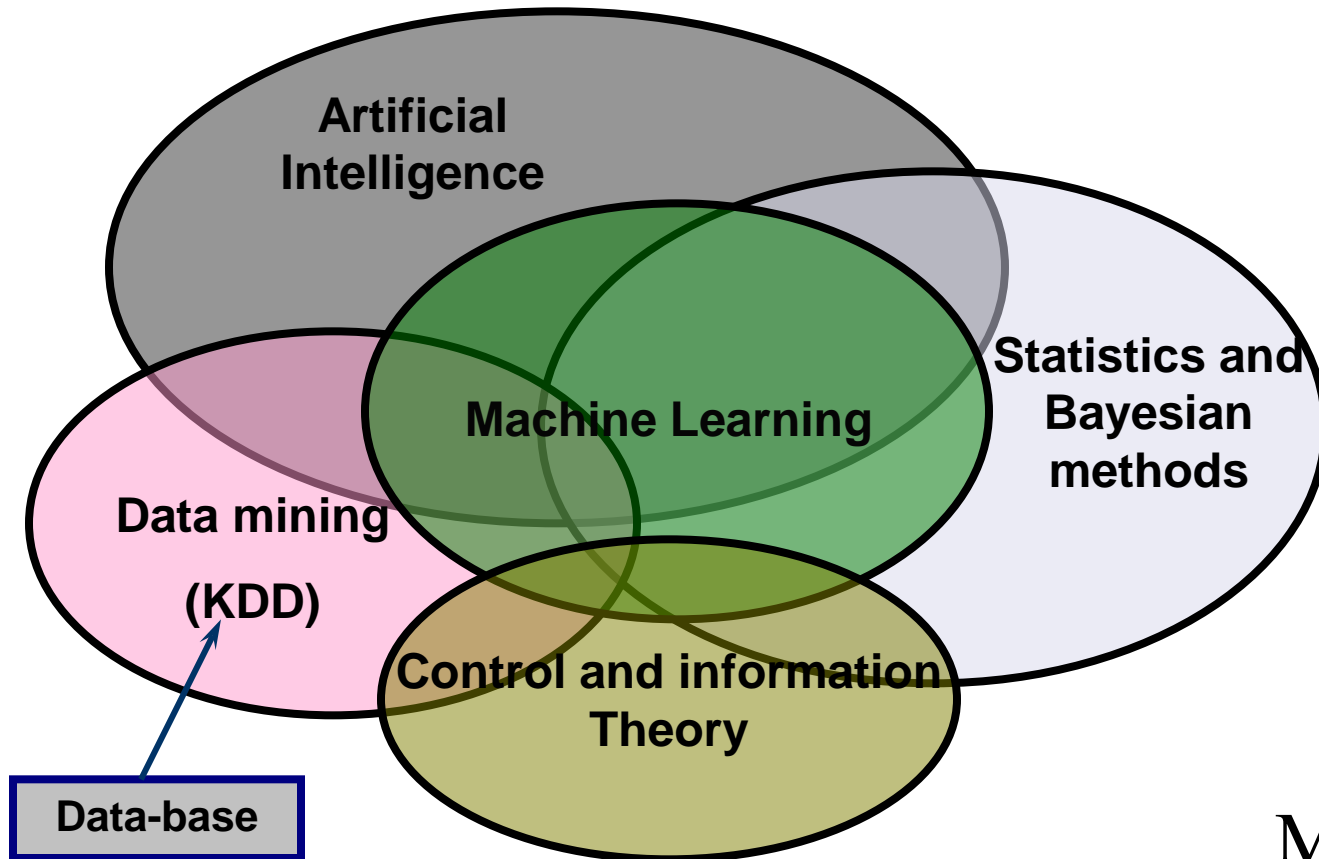 Artificial
Intelligence
Statistics and
Bayesian
methods
Machine Learning
Data mining
(KDD)
Control and information
Theory
Data-base
M